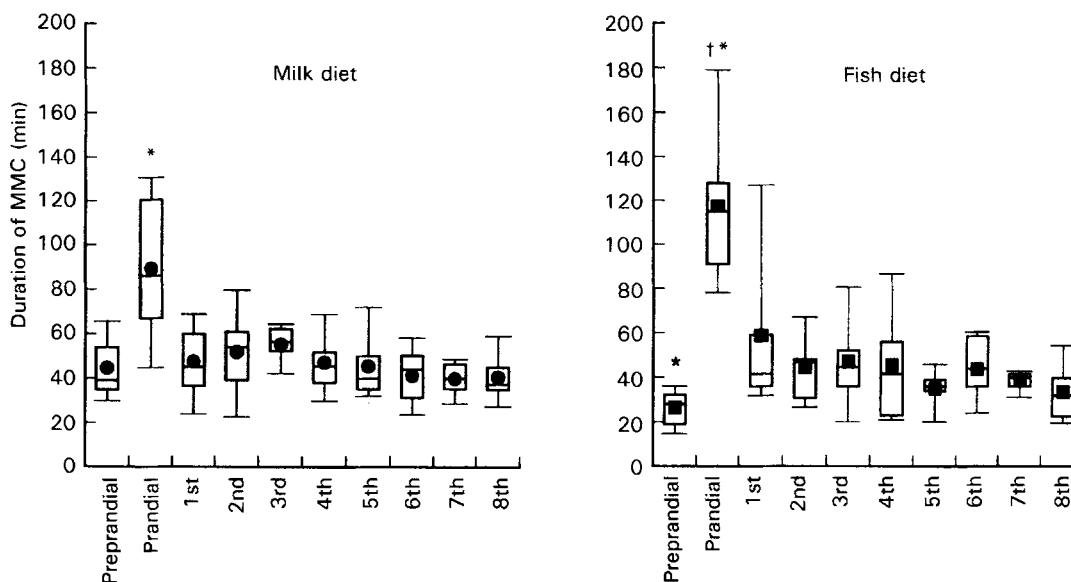 Milk diet
Duration of MMC (min)
200
180
160
140
120
100
80
60
40
20
0
*
Preprandial
Prandial
1st
2nd
3rd
4th
5th
6th
7th
8th
Fish diet
200
180
160
140
120
100
80
60
40
20
0
† *
*
Preprandial
Prandial
1st
2nd
3rd
4th
5th
6th
7th
8th